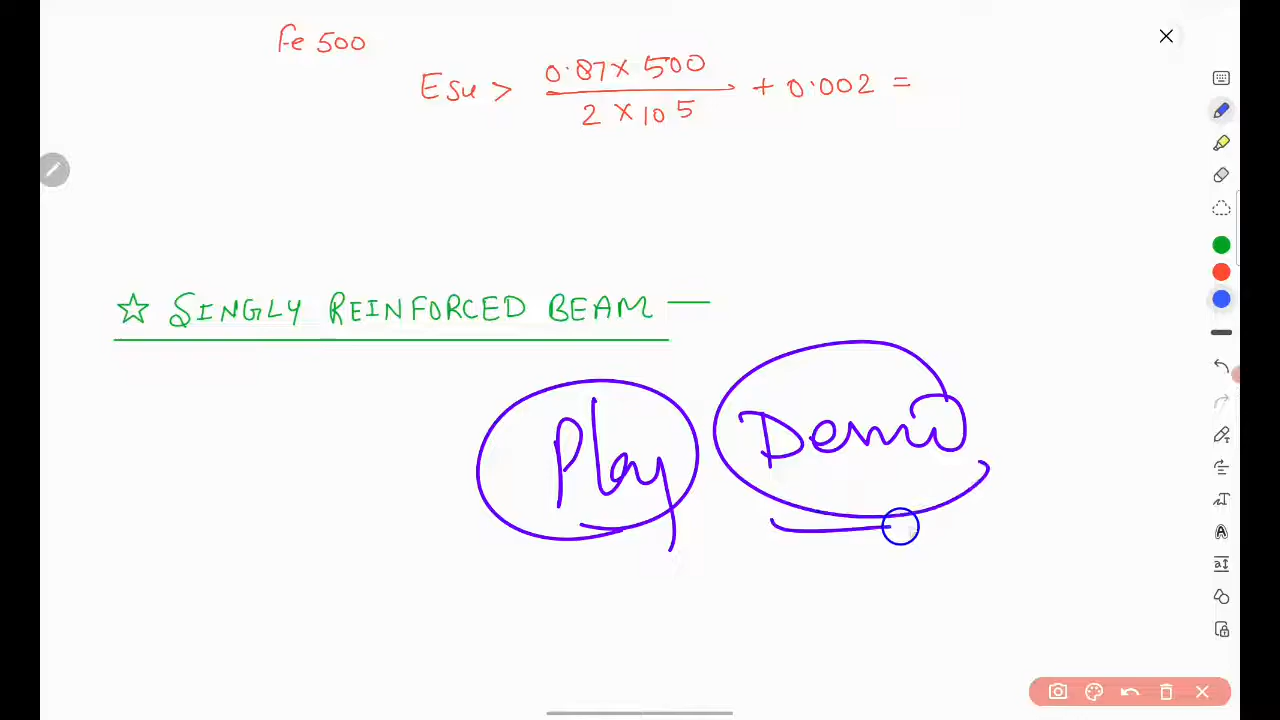 Fe 500
Esu > 0.87 x 500 / 2 x 10 5 + 0.002 =
☆ SINGLY REINFORCED BEAM —
Play Demo